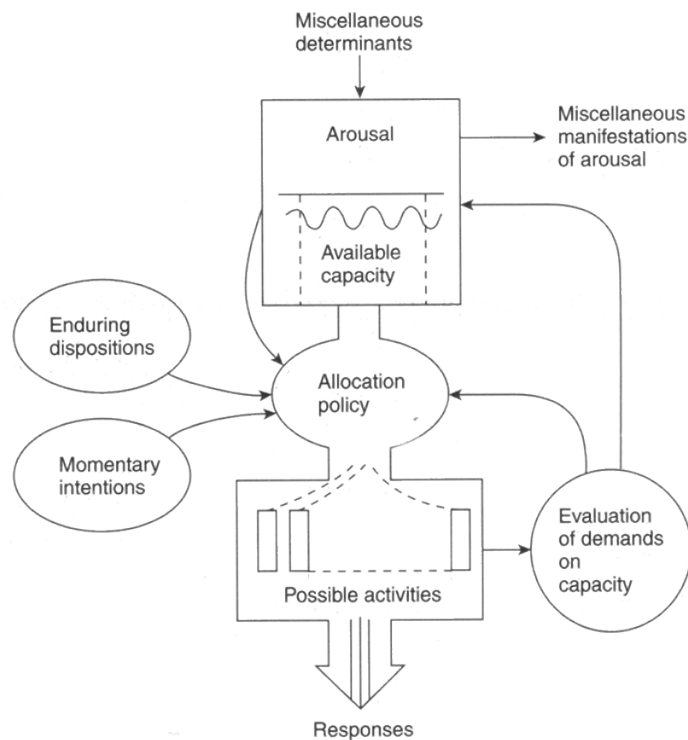 Miscellaneous
determinants
Arousal
Miscellaneous
manifestations
of arousal
Available
capacity
Enduring
dispositions
Allocation
policy
Momentary
intentions
Evaluation
of demands
on
capacity
Possible activities
Responses